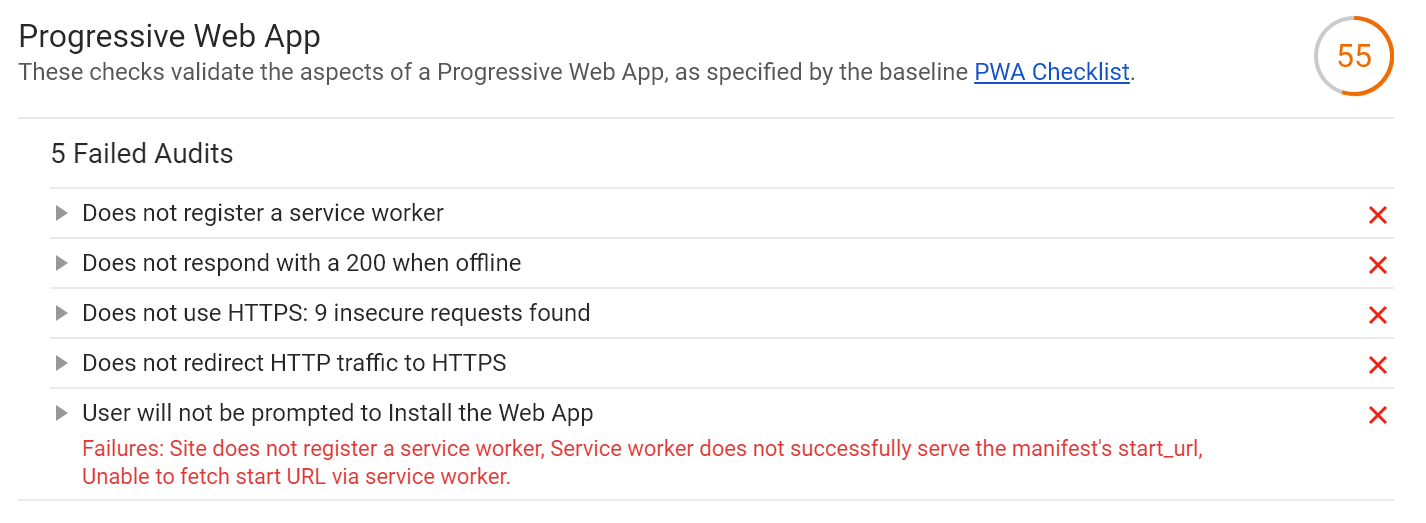 Progressive Web App
55
These checks validate the aspects of a Progressive Web App, as specified by the baseline PWA Checklist.
5 Failed Audits
Does not register a service worker
Does not respond with a 200 when offline
Does not use HTTPS: 9 insecure requests found
Does not redirect HTTP traffic to HTTPS
User will not be prompted to Install the Web App
Failures: Site does not register a service worker, Service worker does not successfully serve the manifest's start_url,
Unable to fetch start URL via service worker.